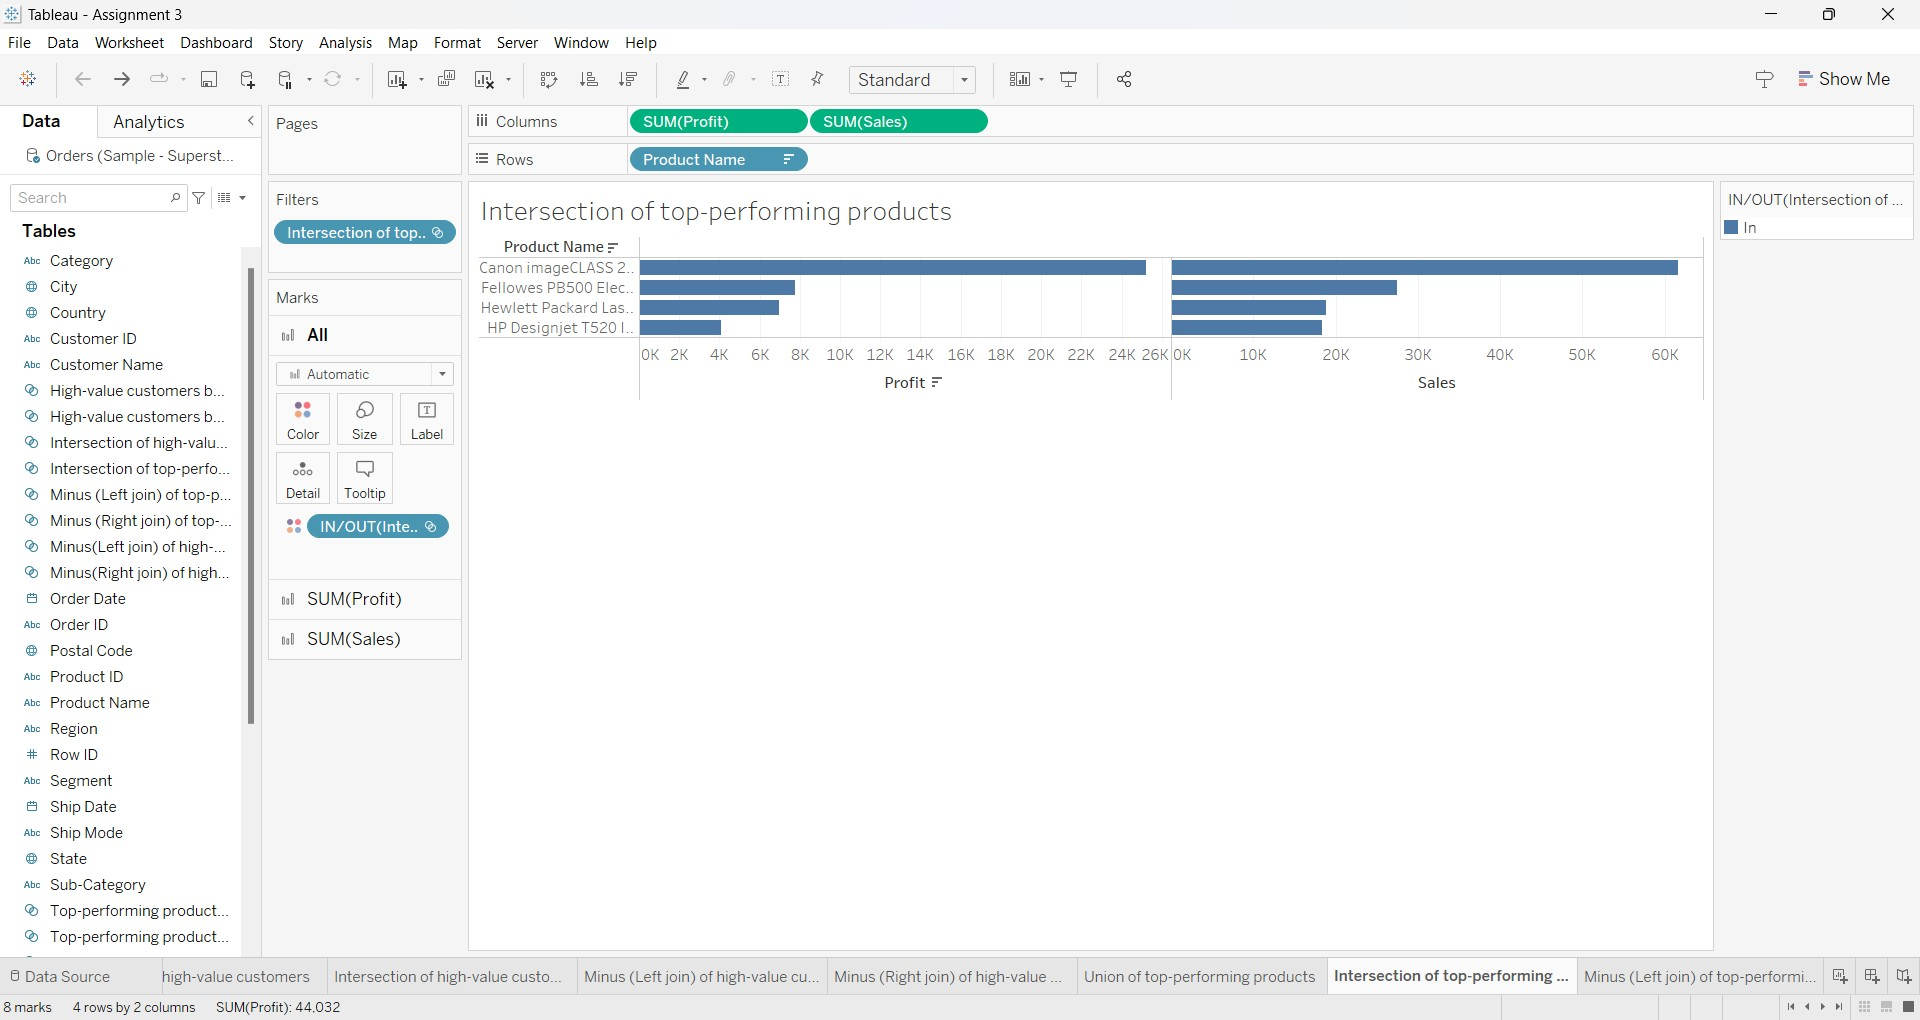 Tableau - Assignment 3
File Data Worksheet Dashboard Story Analysis Map Format Server Window Help
Standard
Show Me
Data Analytics
Orders (Sample - Superst...
Search
Tables
Abc Category
City
Country
Abc Customer ID
Abc Customer Name
High-value customers b...
High-value customers b...
Intersection of high-valu...
Intersection of top-perfo...
Minus (Left join) of top-p...
Minus (Right join) of top-...
Minus(Left join) of high-...
Minus(Right join) of high...
Order Date
Abc Order ID
Postal Code
Abc Product ID
Abc Product Name
Abc Region
# Row ID
Abc Segment
Ship Date
Abc Ship Mode
State
Abc Sub-Category
Top-performing product...
Top-performing product...
Pages
Filters
Intersection of top..
Marks
All
Automatic
Color Size Label
Detail Tooltip
IN/OUT(Inte..
SUM(Profit)
SUM(Sales)
Columns SUM(Profit) SUM(Sales)
Rows Product Name
Intersection of top-performing products
Product Name
Canon imageCLASS 2..
Fellowes PB500 Elec..
Hewlett Packard Las..
HP Designjet T520 I..
0K 2K 4K 6K 8K 10K 12K 14K 16K 18K 20K 22K 24K 26K 0K 10K 20K 30K 40K 50K 60K
Profit Sales
IN/OUT(Intersection of ...
In
Data Source high-value customers Intersection of high-value custo... Minus (Left join) of high-value cu... Minus (Right join) of high-value ... Union of top-performing products Intersection of top-performing ... Minus (Left join) of top-performi...
8 marks 4 rows by 2 columns SUM(Profit): 44,032